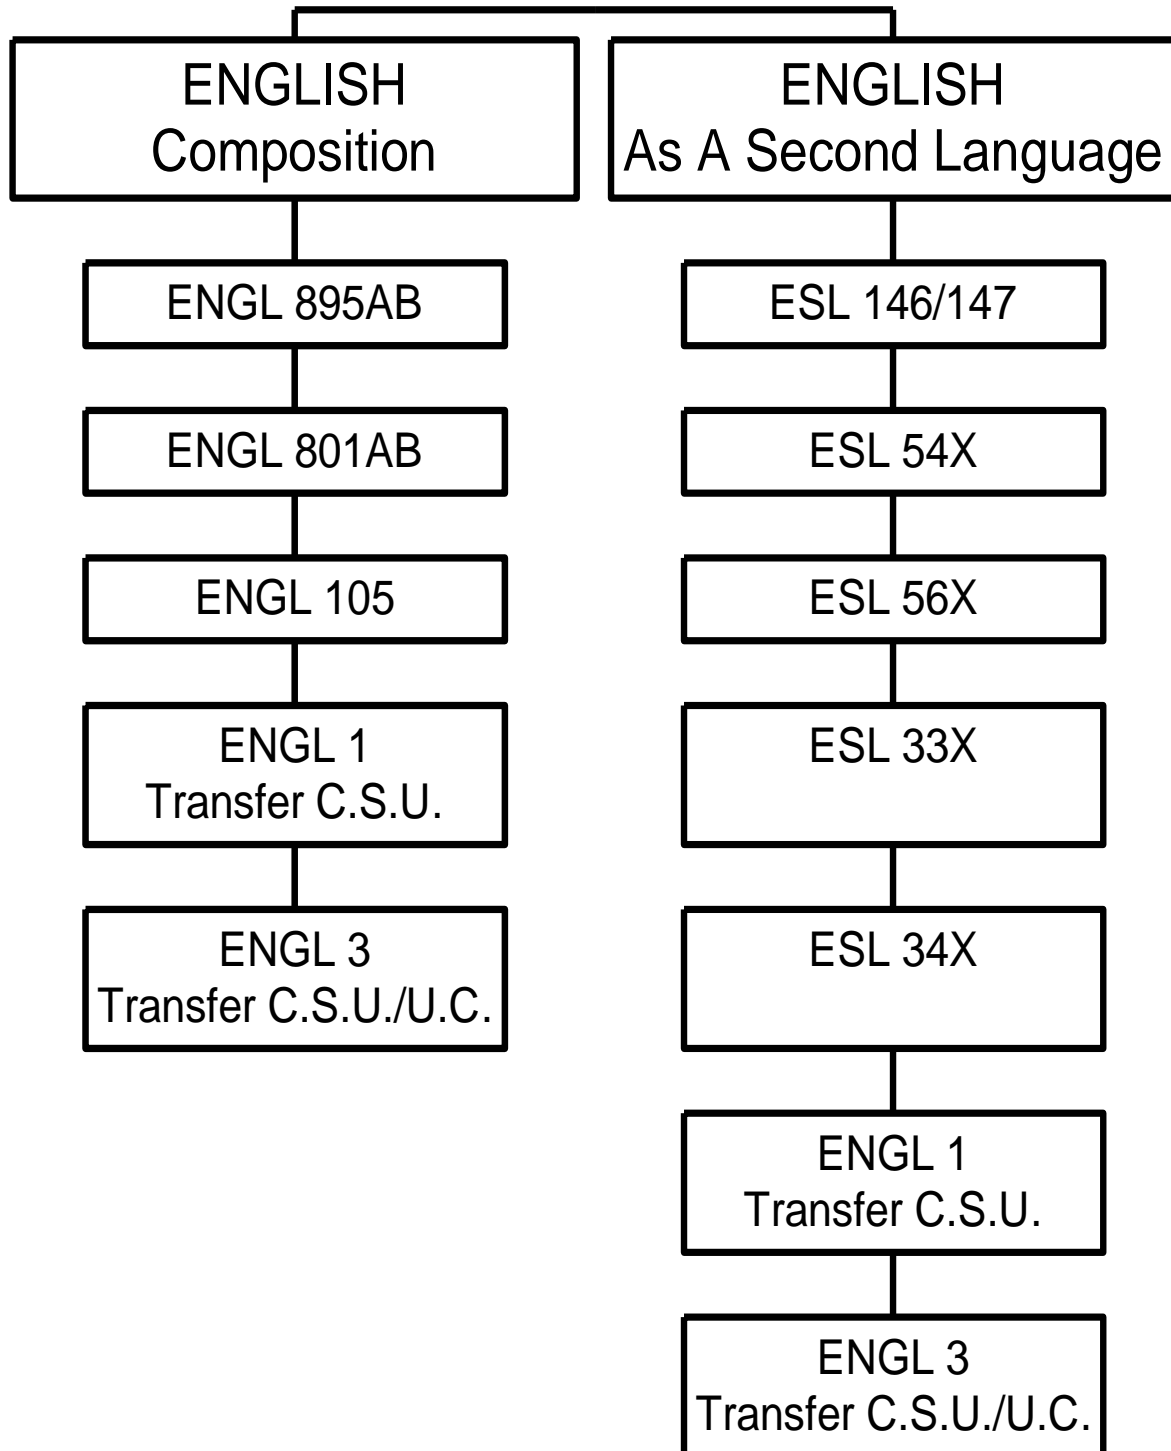 ENGLISH
Composition
ENGL 895AB
ENGL 801AB
ENGL 105
ENGL 1
Transfer C.S.U.
ENGL 3
Transfer C.S.U./U.C.
ENGLISH
As A Second Language
ESL 146/147
ESL 54X
ESL 56X
ESL 33X
ESL 34X
ENGL 1
Transfer C.S.U.
ENGL 3
Transfer C.S.U./U.C.